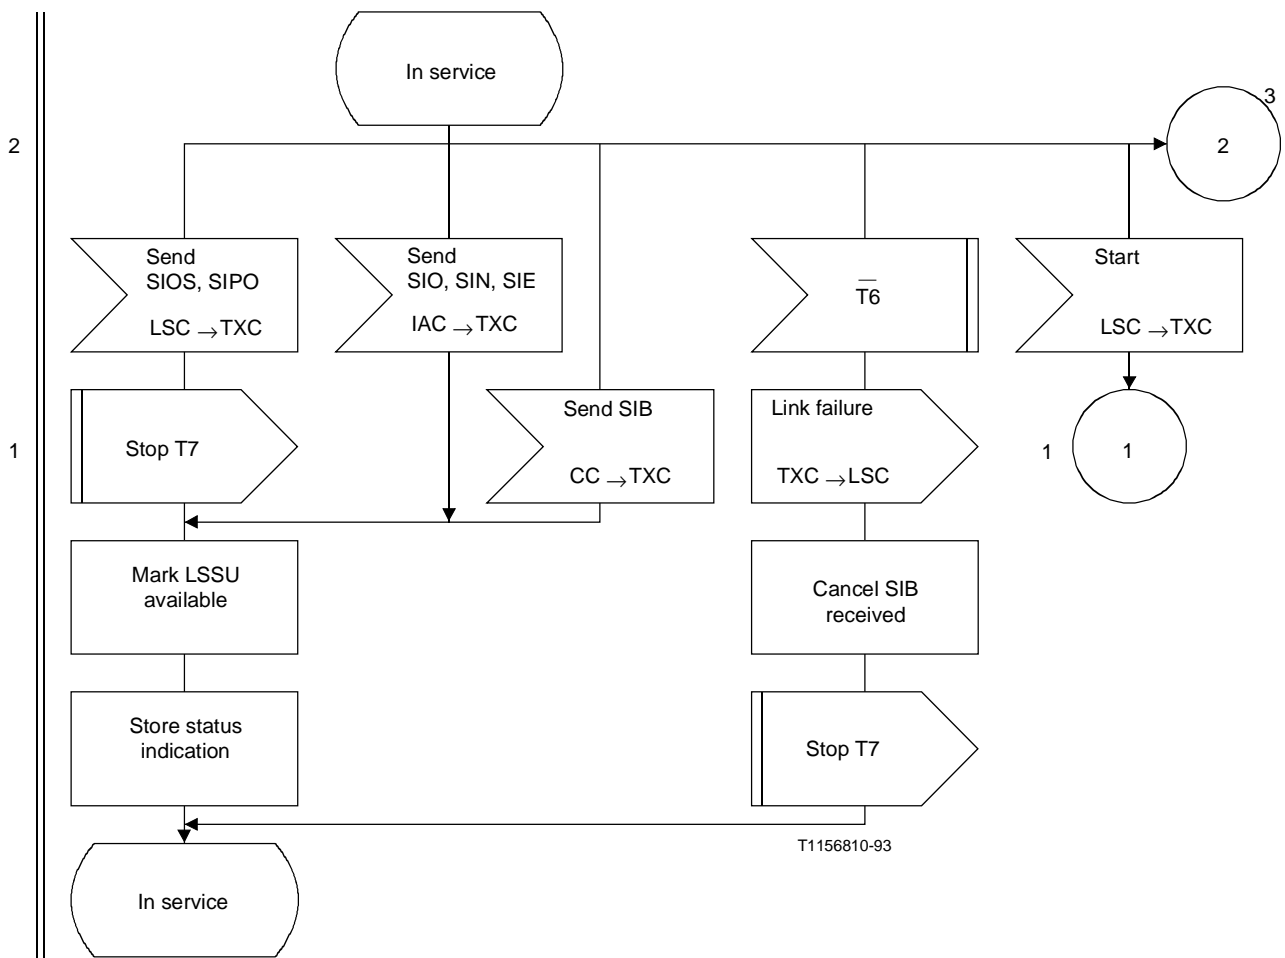 In service
3
2
2
Send
SIOS, SIPO
LSC → TXC
Send
SIO, SIN, SIE
IAC → TXC
T̅6
Start
LSC → TXC
1
Stop T7
Send SIB
CC → TXC
Link failure
TXC → LSC
1
1
Mark LSSU
available
Cancel SIB
received
Store status
indication
Stop T7
T1156810-93
In service